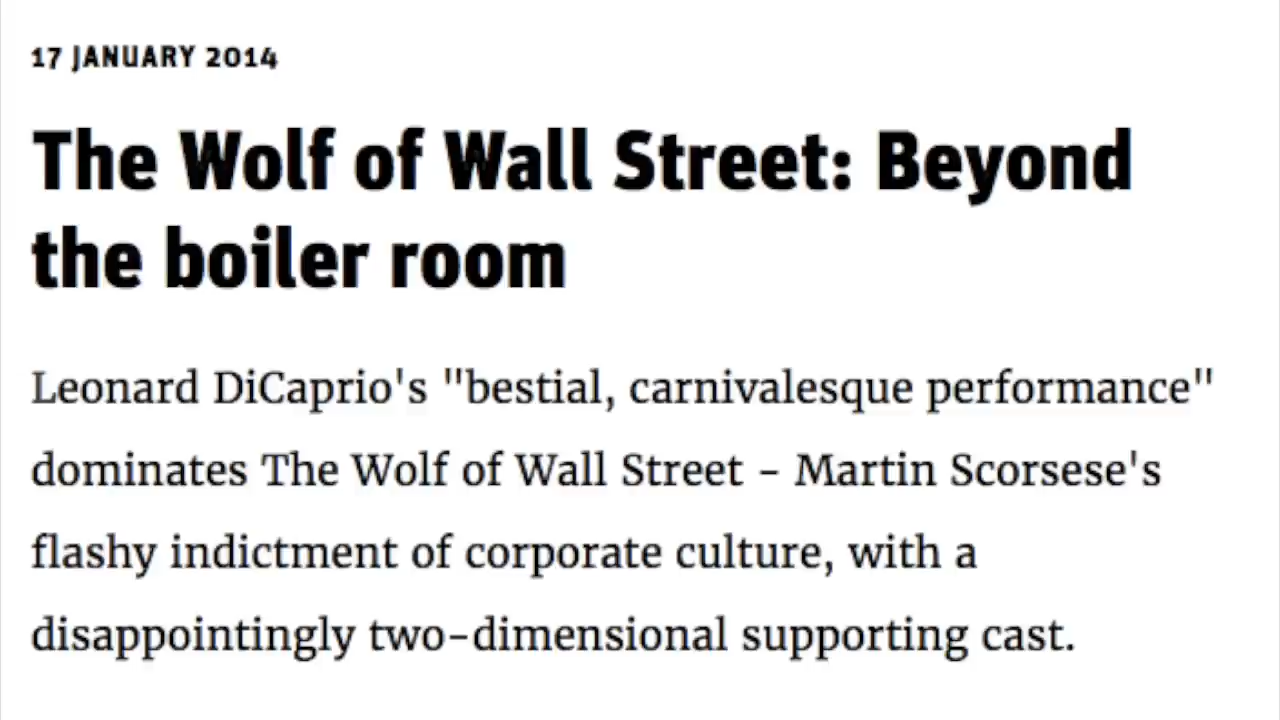 17 JANUARY 2014
The Wolf of Wall Street: Beyond
the boiler room
Leonard DiCaprio's "bestial, carnivalesque performance"
dominates The Wolf of Wall Street – Martin Scorsese's
flashy indictment of corporate culture, with a
disappointingly two-dimensional supporting cast.